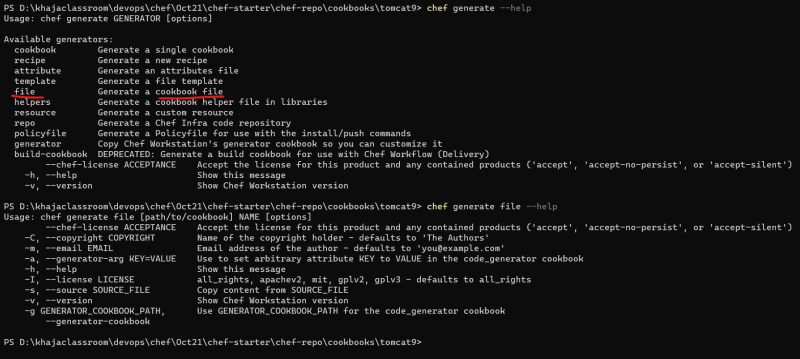 PS D:\khajaclassroom\devops\chef\Oct21\chef-starter\chef-repo\cookbooks\tomcat9> chef generate --help
Usage: chef generate GENERATOR [options]
Available generators:
cookbook        Generate a single cookbook
recipe          Generate a new recipe
attribute       Generate an attributes file
template        Generate a file template
file            Generate a cookbook file
helpers         Generate a cookbook helper file in libraries
resource        Generate a custom resource
repo            Generate a Chef Infra code repository
policyfile      Generate a Policyfile for use with the install/push commands
generator       Copy Chef Workstation's generator cookbook so you can customize it
build-cookbook  DEPRECATED: Generate a build cookbook for use with Chef Workflow (Delivery)
--chef-license ACCEPTANCE    Accept the license for this product and any contained products ('accept', 'accept-no-persist', or 'accept-silent')
-h, --help                       Show this message
-v, --version                    Show Chef Workstation version
PS D:\khajaclassroom\devops\chef\Oct21\chef-starter\chef-repo\cookbooks\tomcat9> chef generate file --help
Usage: chef generate file [path/to/cookbook] NAME [options]
--chef-license ACCEPTANCE    Accept the license for this product and any contained products ('accept', 'accept-no-persist', or 'accept-silent')
-C, --copyright COPYRIGHT        Name of the copyright holder - defaults to 'The Authors'
-m, --email EMAIL                Email address of the author - defaults to 'you@example.com'
-a, --generator-arg KEY=VALUE    Use to set arbitrary attribute KEY to VALUE in the code_generator cookbook
-h, --help                       Show this message
-I, --license LICENSE            all_rights, apachev2, mit, gplv2, gplv3 - defaults to all_rights
-s, --source SOURCE_FILE         Copy content from SOURCE_FILE
-v, --version                    Show Chef Workstation version
-g GENERATOR_COOKBOOK_PATH,      Use GENERATOR_COOKBOOK_PATH for the code_generator cookbook
--generator-cookbook
PS D:\khajaclassroom\devops\chef\Oct21\chef-starter\chef-repo\cookbooks\tomcat9>